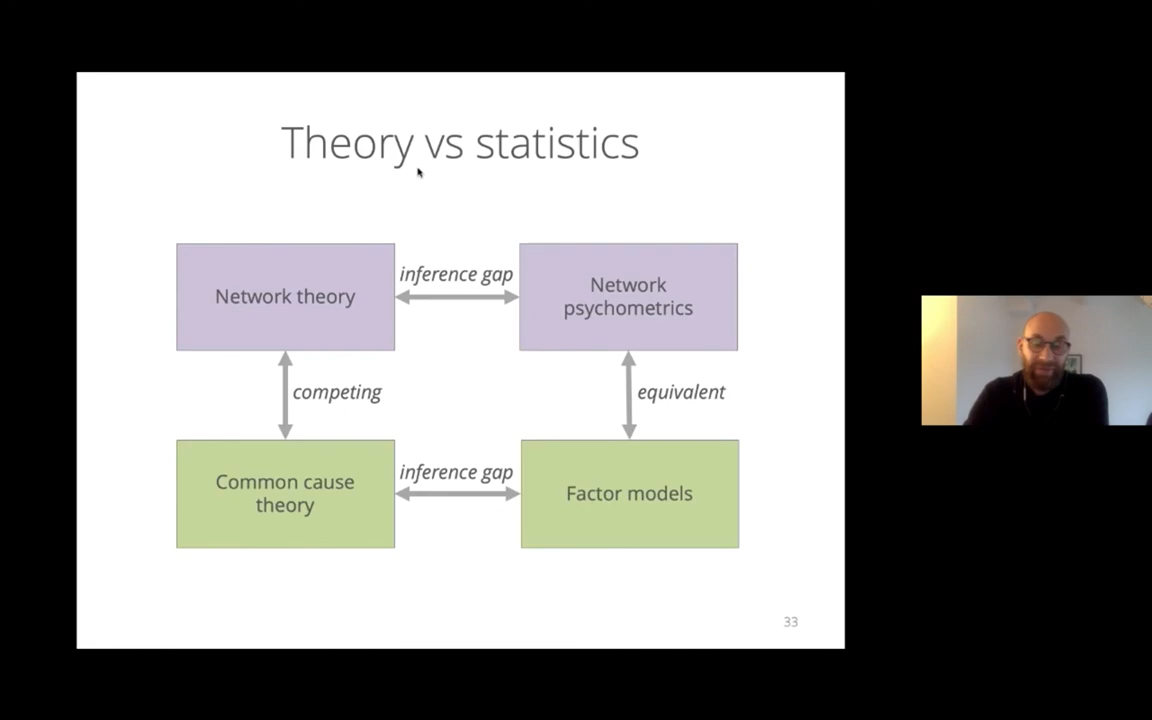 Theory vs statistics
Network theory
inference gap
Network
psychometrics
competing
equivalent
Common cause
theory
inference gap
Factor models
33